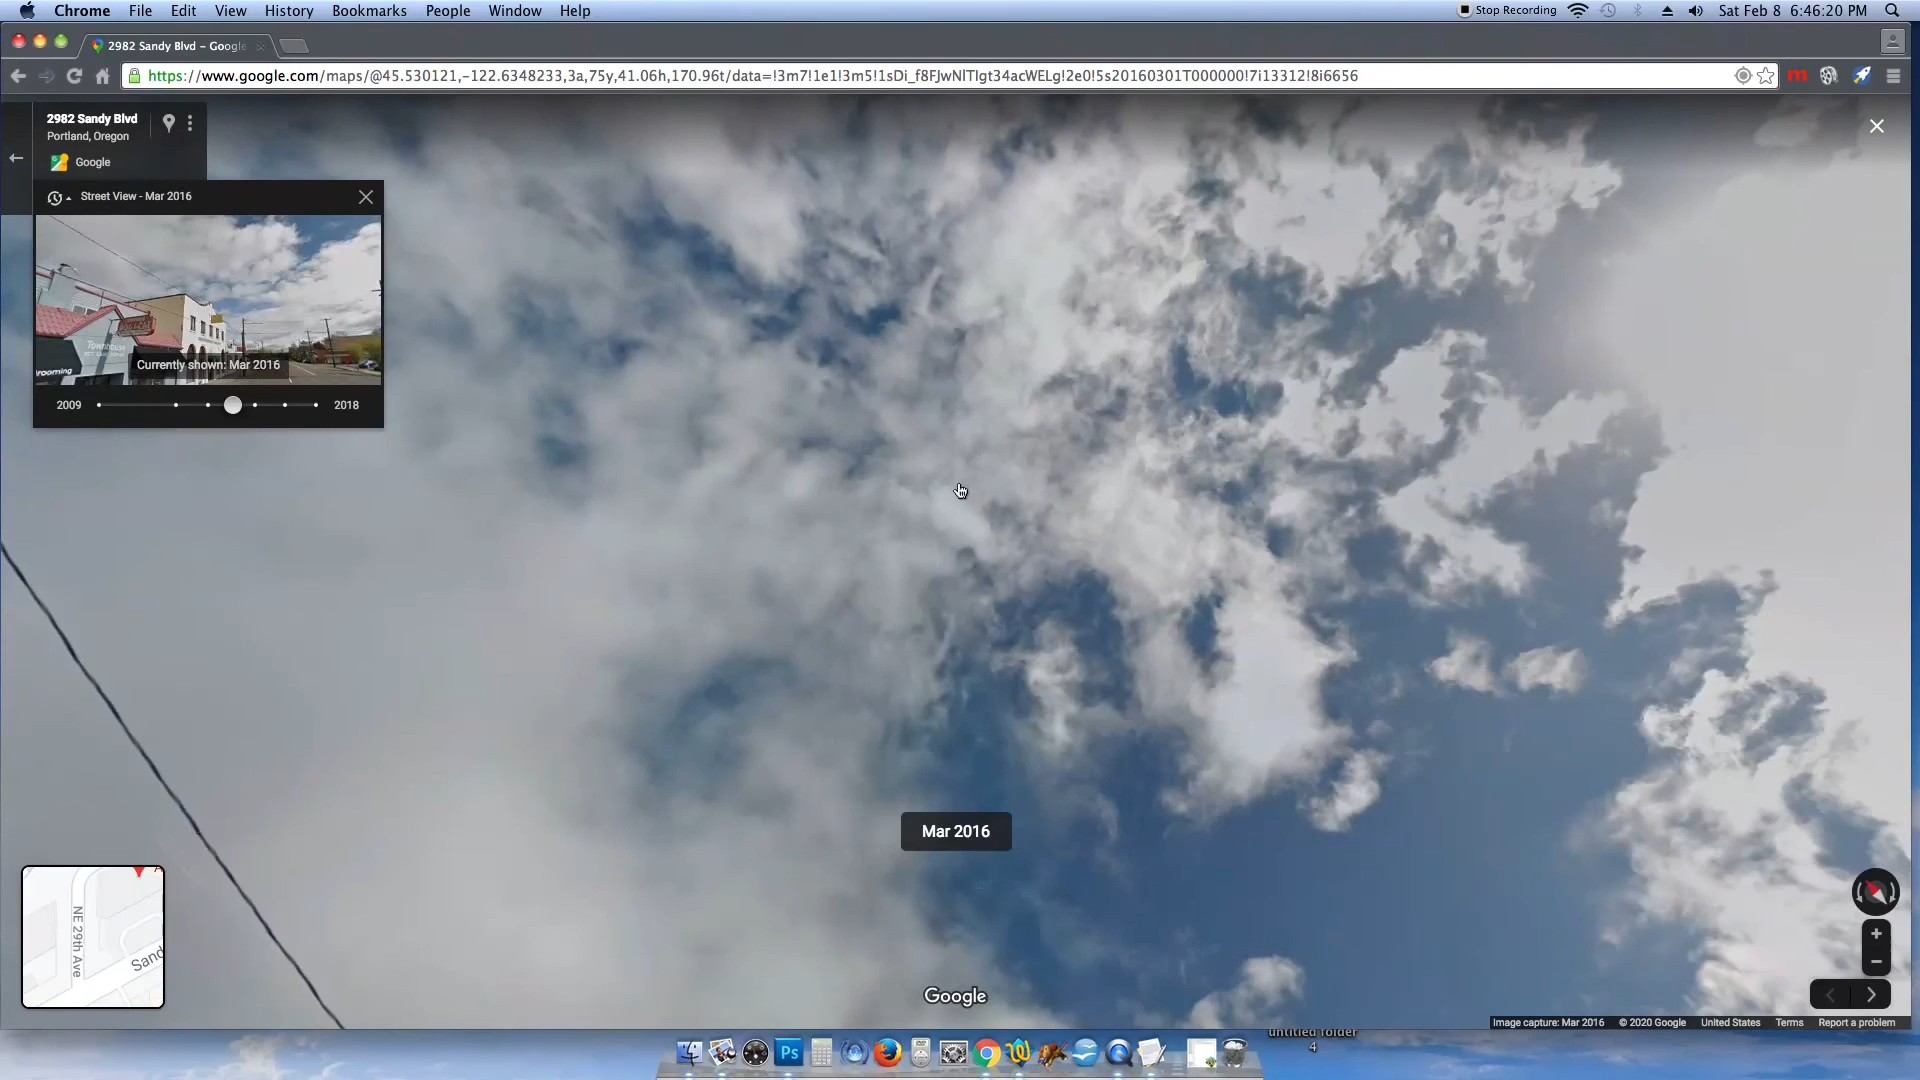 Chrome File Edit View History Bookmarks People Window Help Stop Recording Sat Feb 8 6:46:20 PM
2982 Sandy Blvd – Google
https://www.google.com/maps/@45.530121,-122.6348233,3a,75y,41.06h,170.96t/data=!3m7!1e1!3m5!1sDi_f8FJwNlTIgt34acWELg!2e0!5s20160301T000000!7i13312!8i6656
m
2982 Sandy Blvd
Portland, Oregon
Google
Street View - Mar 2016
Townhouse
rooming
Currently shown: Mar 2016
2009 2018
Mar 2016
NE 29th Ave
Sand
Google
Image capture: Mar 2016 © 2020 Google United States Terms Report a problem
untitled folder
4
Ps